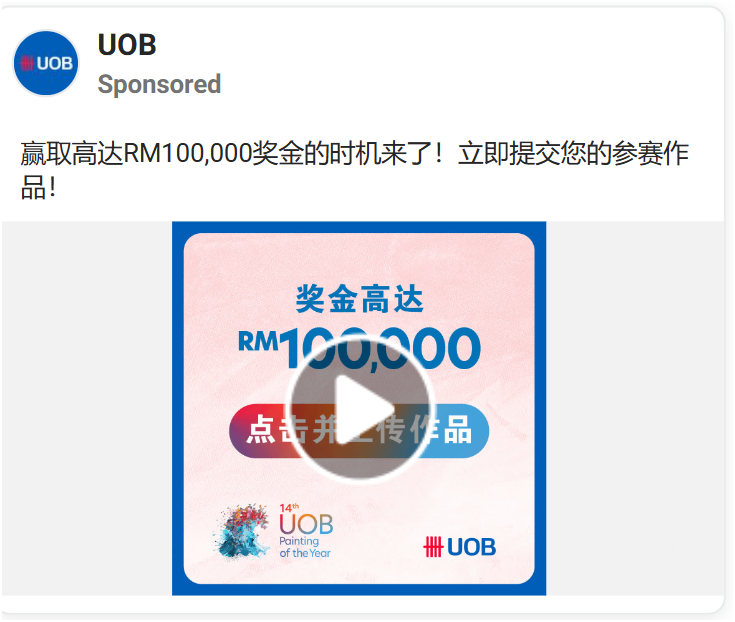 UOB
UOB
Sponsored
赢取高达RM100,000奖金的时机来了！立即提交您的参赛作
品！
奖金高达
RM100,000
点击并上传作品
14th
UOB
Painting
of the Year
UOB